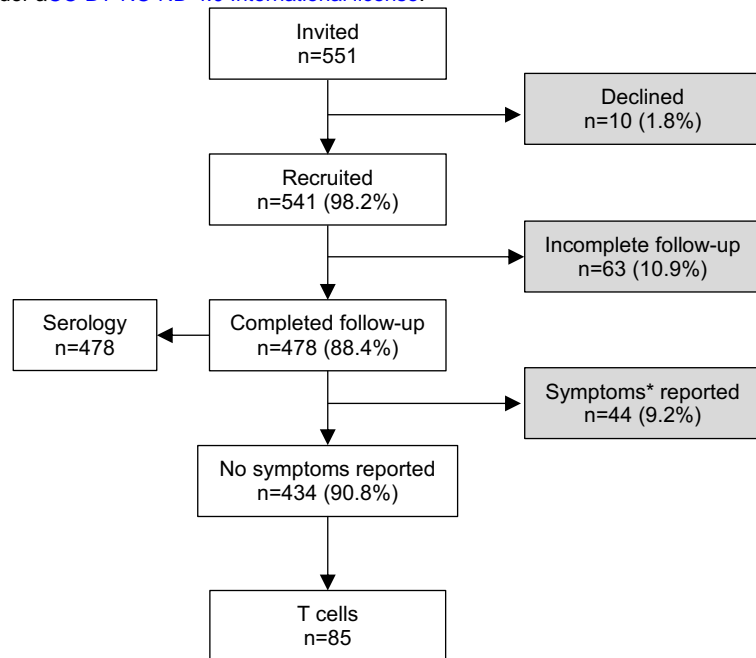 Invited
n=551
Declined
n=10 (1.8%)
Recruited
n=541 (98.2%)
Incomplete follow-up
n=63 (10.9%)
Serology
n=478
Completed follow-up
n=478 (88.4%)
Symptoms* reported
n=44 (9.2%)
No symptoms reported
n=434 (90.8%)
T cells
n=85